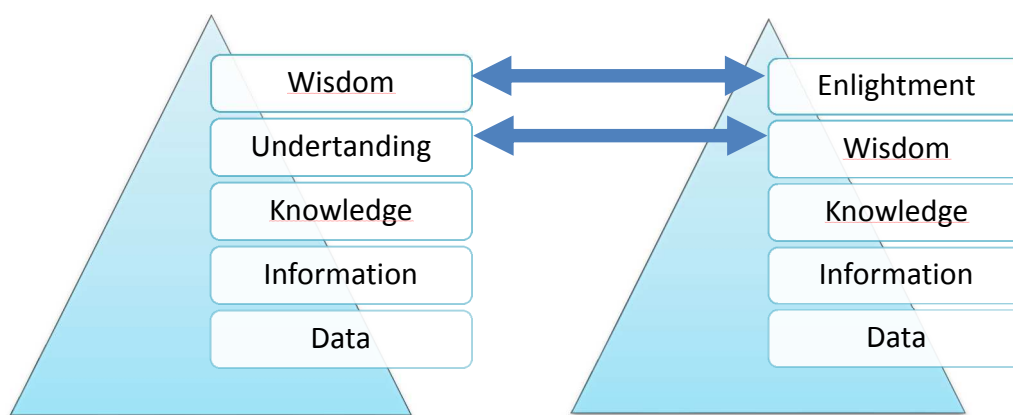 Wisdom
Undertanding
Knowledge
Information
Data
Enlightment
Wisdom
Knowledge
Information
Data